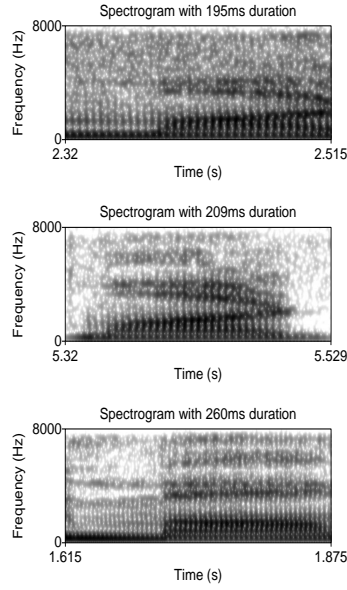 Spectrogram with 195ms duration
8000
Frequency (Hz)
0
2.32
2.515
Time (s)
Spectrogram with 209ms duration
8000
Frequency (Hz)
0
5.32
5.529
Time (s)
Spectrogram with 260ms duration
8000
Frequency (Hz)
0
1.615
1.875
Time (s)